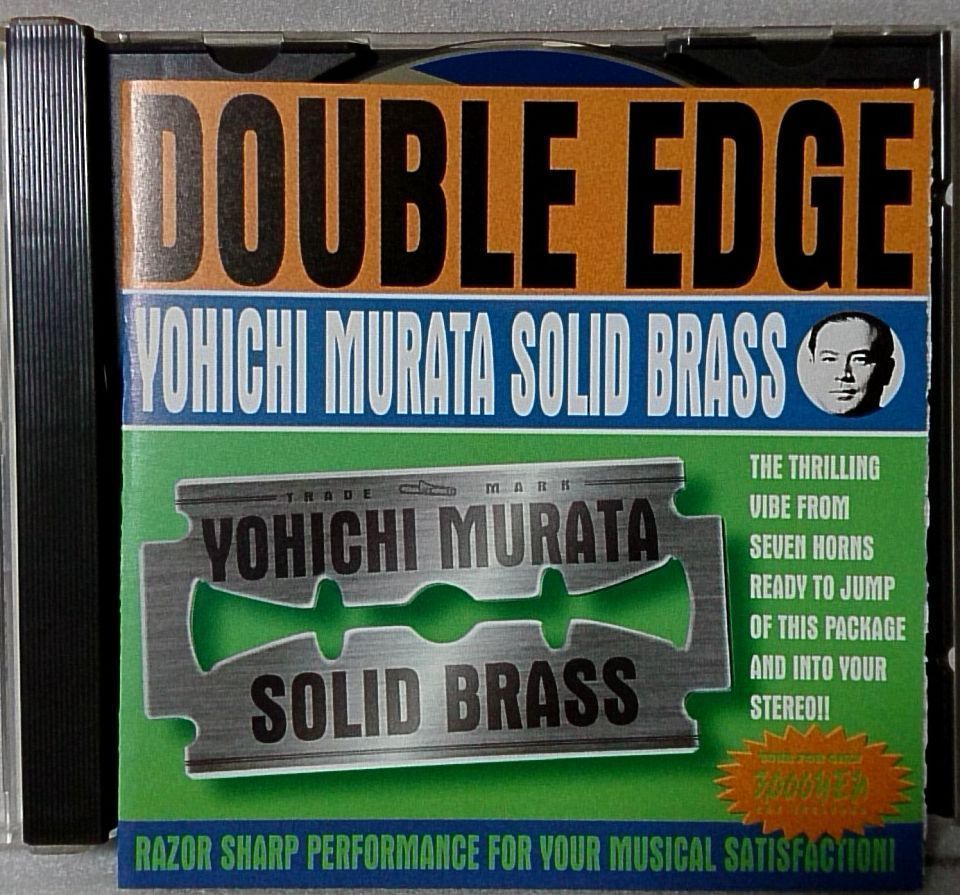 DOUBLE EDGE
YOHICHI MURATA SOLID BRASS
TRADE MARK
YOHICHI MURATA
SOLID BRASS
THE THRILLING
VIBE FROM
SEVEN HORNS
READY TO JUMP
OF THIS PACKAGE
AND INTO YOUR
STEREO!!
3000YEN
RAZOR SHARP PERFORMANCE FOR YOUR MUSICAL SATISFACTION!